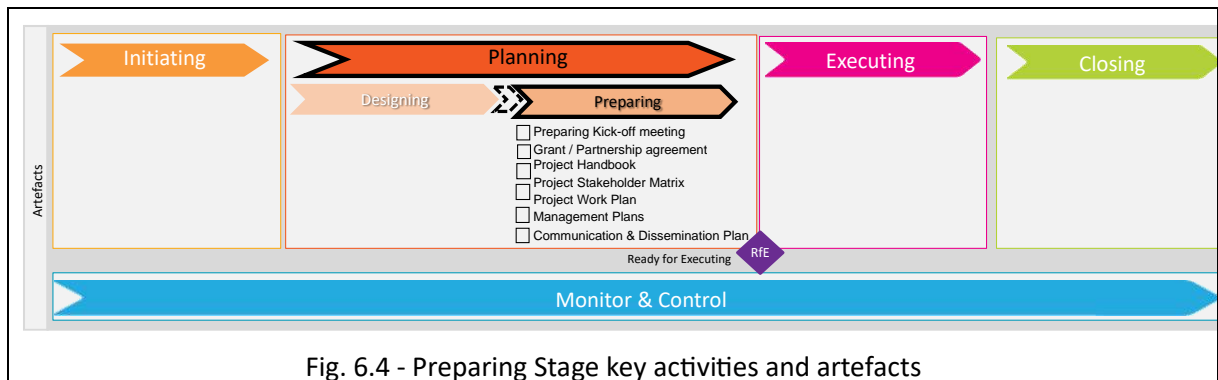 Initiating
Planning
Executing
Closing
Designing
Preparing
Preparing Kick-off meeting
Grant / Partnership agreement
Project Handbook
Project Stakeholder Matrix
Project Work Plan
Management Plans
Communication & Dissemination Plan
Artefacts
Ready for Executing
RfE
Monitor & Control
Fig. 6.4 - Preparing Stage key activities and artefacts